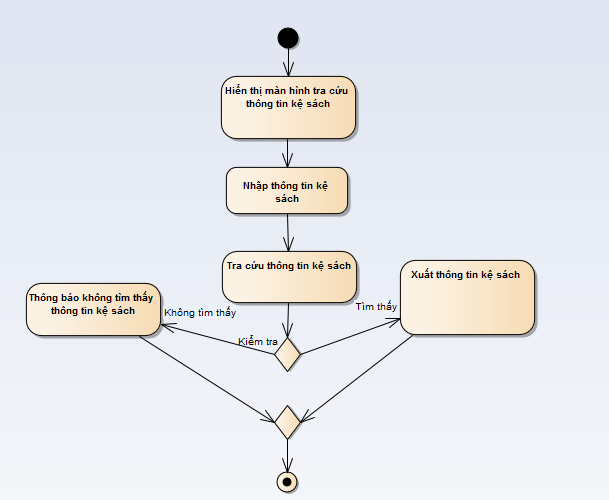 Hiển thị màn hình tra cứu
thông tin kệ sách
Nhập thông tin kệ
sách
Tra cứu thông tin kệ sách
Xuất thông tin kệ sách
Thông báo không tìm thấy
thông tin kệ sách
Không tìm thấy
Tìm thấy
Kiểm tra